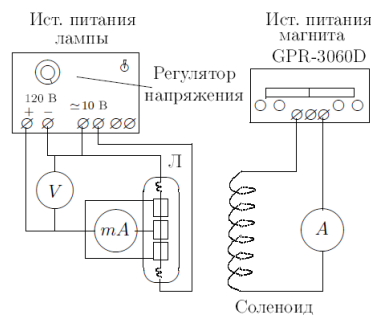 Ист. питания
лампы
Ист. питания
магнита
GPR-3060D
Регулятор
напряжения
120 В
≃10 В
+ −
Л
V
mA
A
Соленоид